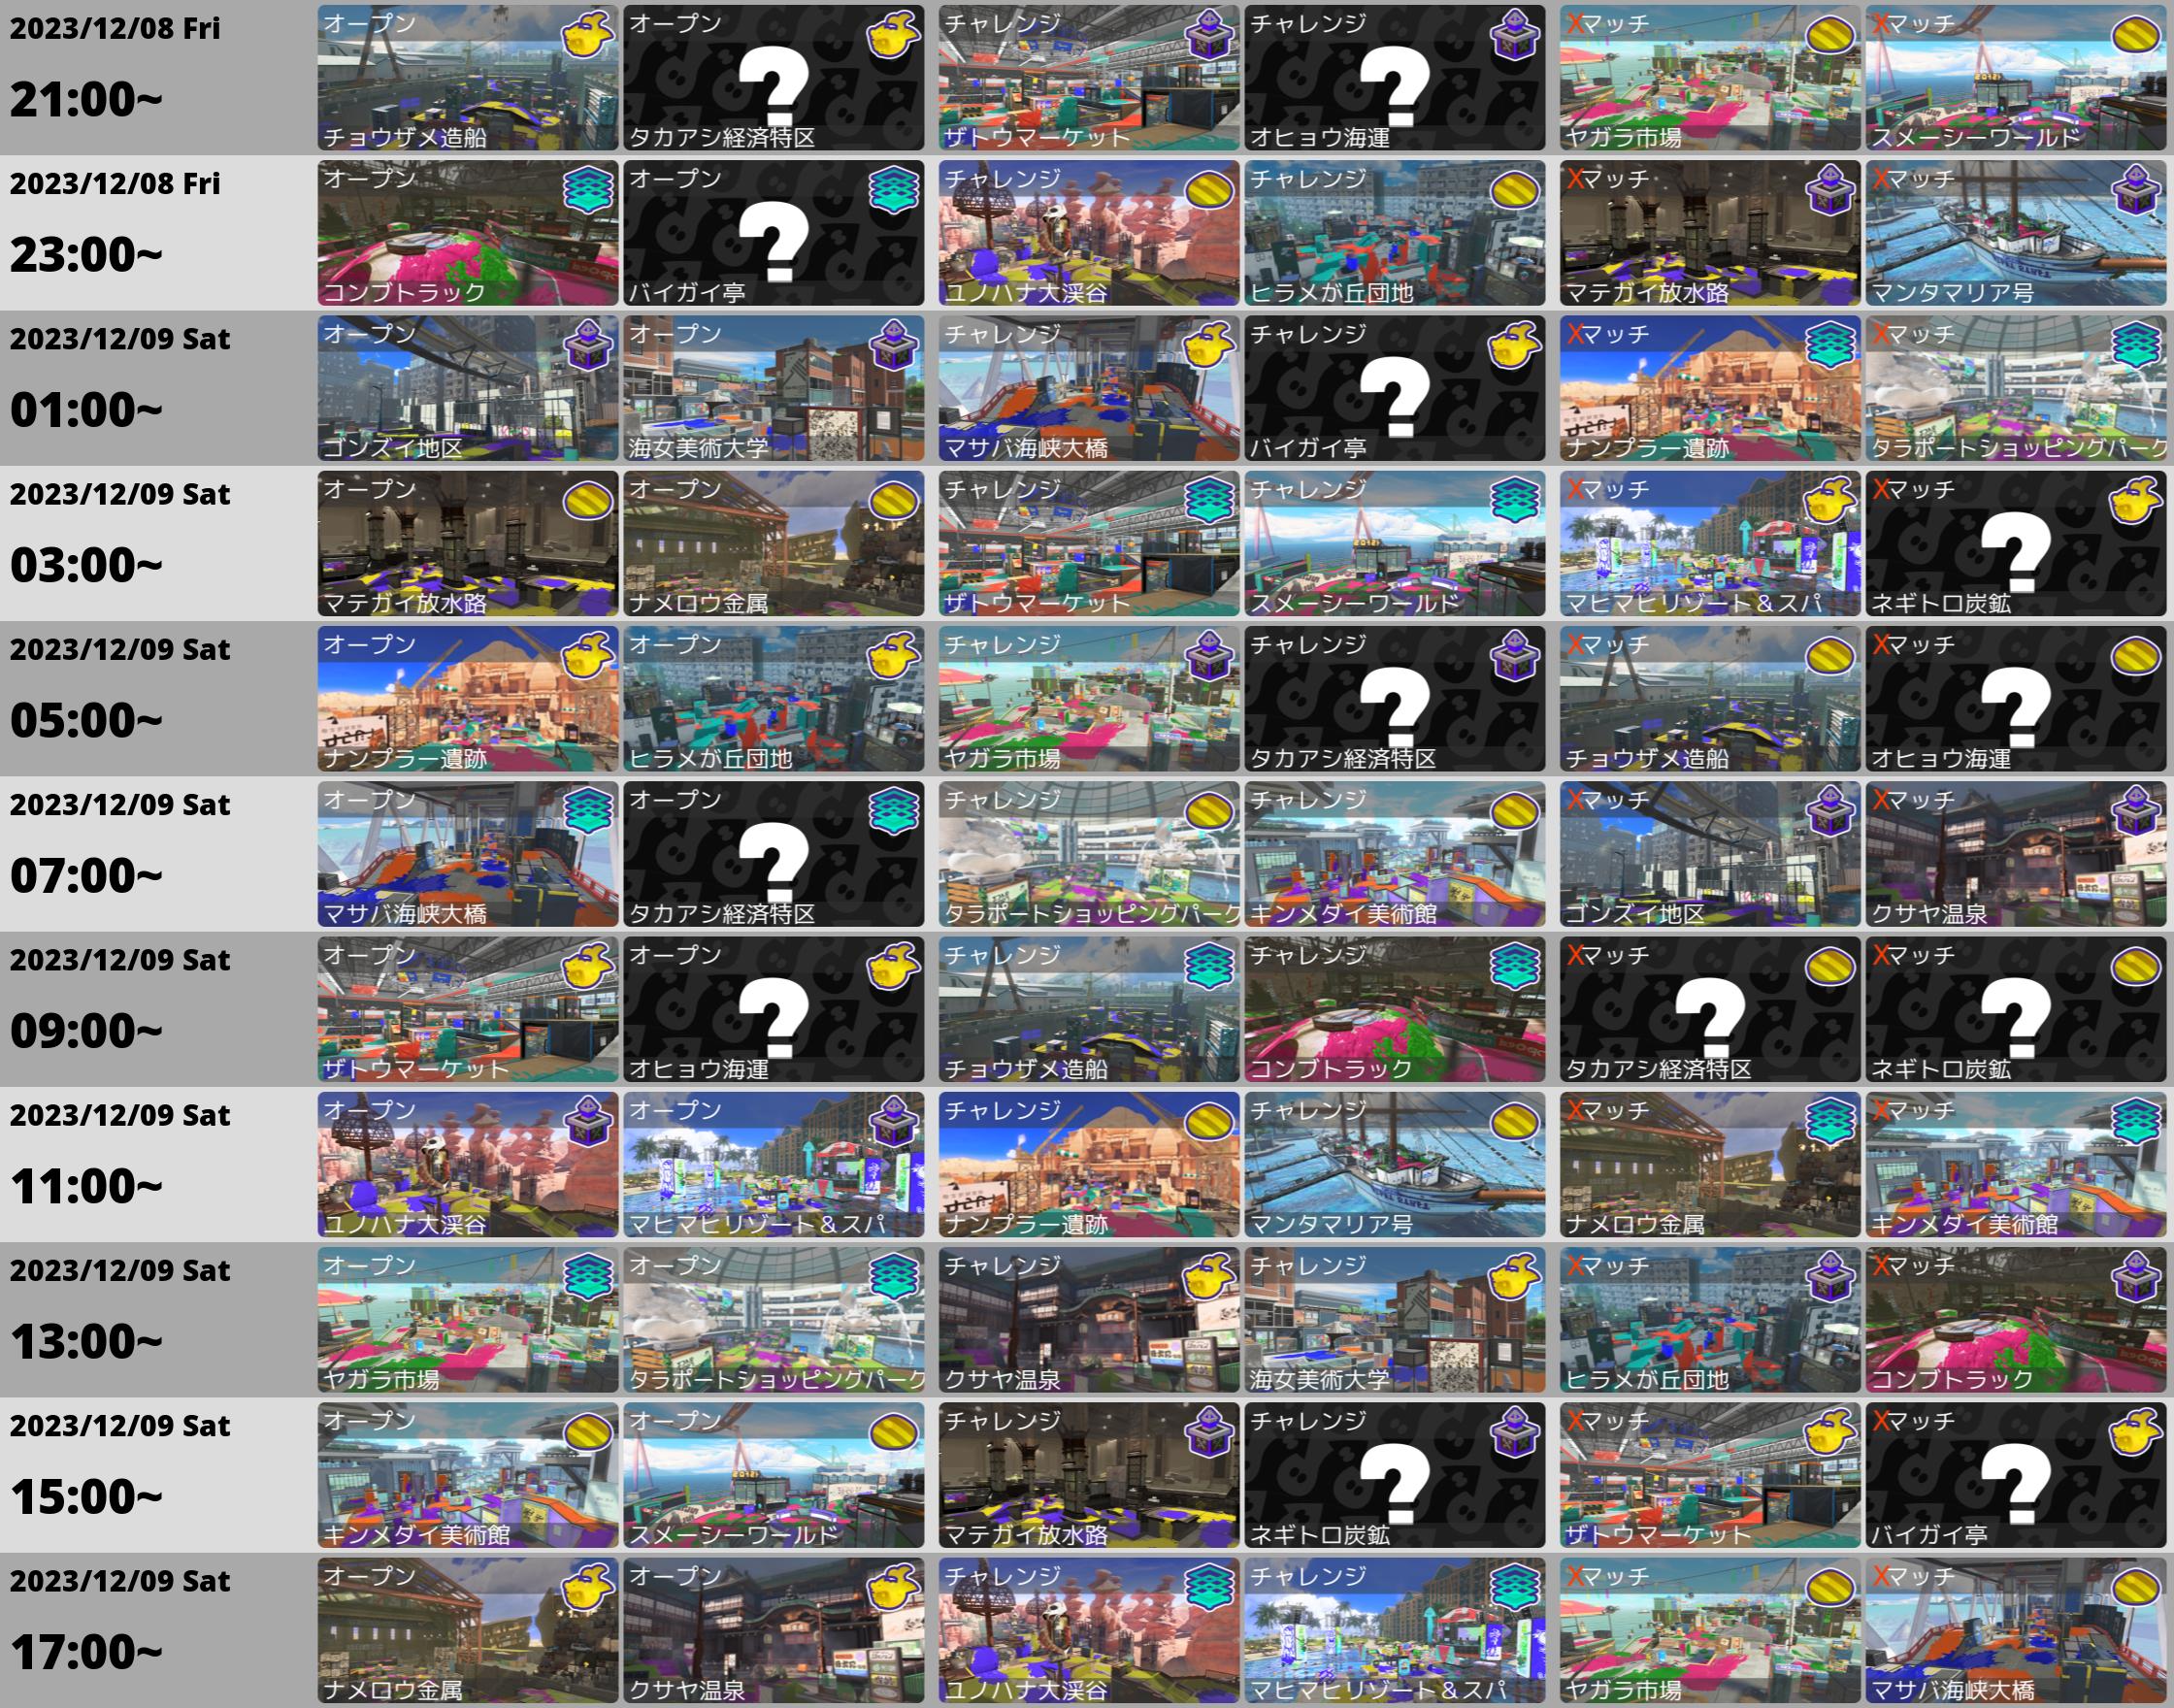 2023/12/08 Fri
21:00~
オープン
チョウザメ造船
オープン
タカアシ経済特区
チャレンジ
ザトウマーケット
チャレンジ
オヒョウ海運
Xマッチ
ヤガラ市場
Xマッチ
スメーシーワールド
2023/12/08 Fri
23:00~
オープン
コンブトラック
オープン
バイガイ亭
チャレンジ
ユノハナ大渓谷
チャレンジ
ヒラメが丘団地
Xマッチ
マテガイ放水路
Xマッチ
マンタマリア号
2023/12/09 Sat
01:00~
オープン
ゴンズイ地区
オープン
海女美術大学
チャレンジ
マサバ海峡大橋
チャレンジ
バイガイ亭
Xマッチ
ナンプラー遺跡
Xマッチ
タラポートショッピングパーク
2023/12/09 Sat
03:00~
オープン
マテガイ放水路
オープン
ナメロウ金属
チャレンジ
ザトウマーケット
チャレンジ
スメーシーワールド
Xマッチ
マヒマヒリゾート＆スパ
Xマッチ
ネギトロ炭鉱
2023/12/09 Sat
05:00~
オープン
ナンプラー遺跡
オープン
ヒラメが丘団地
チャレンジ
ヤガラ市場
チャレンジ
タカアシ経済特区
Xマッチ
チョウザメ造船
Xマッチ
オヒョウ海運
2023/12/09 Sat
07:00~
オープン
マサバ海峡大橋
オープン
タカアシ経済特区
チャレンジ
タラポートショッピングパーク
チャレンジ
キンメダイ美術館
Xマッチ
ゴンズイ地区
Xマッチ
クサヤ温泉
2023/12/09 Sat
09:00~
オープン
ザトウマーケット
オープン
オヒョウ海運
チャレンジ
チョウザメ造船
チャレンジ
コンブトラック
Xマッチ
タカアシ経済特区
Xマッチ
ネギトロ炭鉱
2023/12/09 Sat
11:00~
オープン
ユノハナ大渓谷
オープン
マヒマヒリゾート＆スパ
チャレンジ
ナンプラー遺跡
チャレンジ
マンタマリア号
Xマッチ
ナメロウ金属
Xマッチ
キンメダイ美術館
2023/12/09 Sat
13:00~
オープン
ヤガラ市場
オープン
タラポートショッピングパーク
チャレンジ
クサヤ温泉
チャレンジ
海女美術大学
Xマッチ
ヒラメが丘団地
Xマッチ
コンブトラック
2023/12/09 Sat
15:00~
オープン
キンメダイ美術館
オープン
スメーシーワールド
チャレンジ
マテガイ放水路
チャレンジ
ネギトロ炭鉱
Xマッチ
ザトウマーケット
Xマッチ
バイガイ亭
2023/12/09 Sat
17:00~
オープン
ナメロウ金属
オープン
クサヤ温泉
チャレンジ
ユノハナ大渓谷
チャレンジ
マヒマヒリゾート＆スパ
Xマッチ
ヤガラ市場
Xマッチ
マサバ海峡大橋